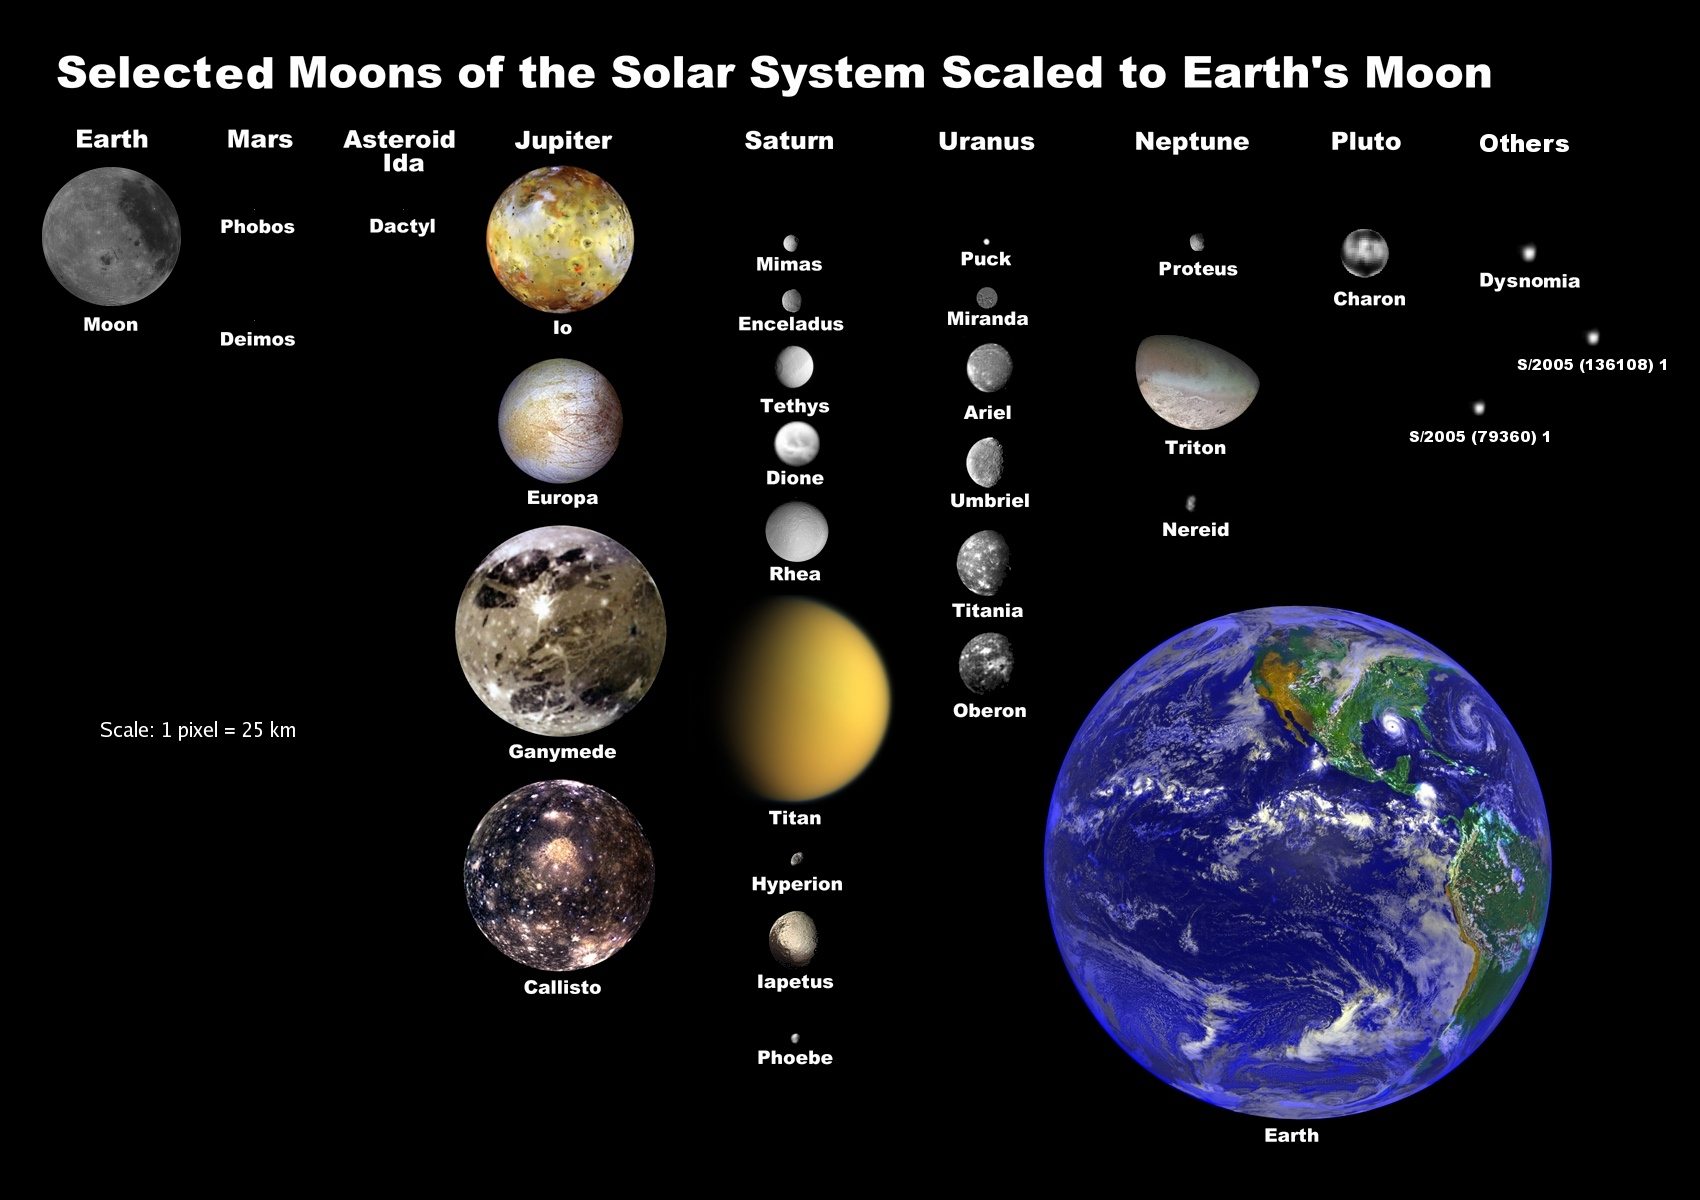 Selected Moons of the Solar System Scaled to Earth's Moon
Earth
Moon
Mars
Phobos
Deimos
Asteroid
Ida
Dactyl
Jupiter
Io
Europa
Ganymede
Callisto
Saturn
Mimas
Enceladus
Tethys
Dione
Rhea
Titan
Hyperion
Iapetus
Phoebe
Uranus
Puck
Miranda
Ariel
Umbriel
Titania
Oberon
Neptune
Proteus
Triton
Nereid
Pluto
Charon
Others
Dysnomia
S/2005 (136108) 1
S/2005 (79360) 1
Scale: 1 pixel = 25 km
Earth